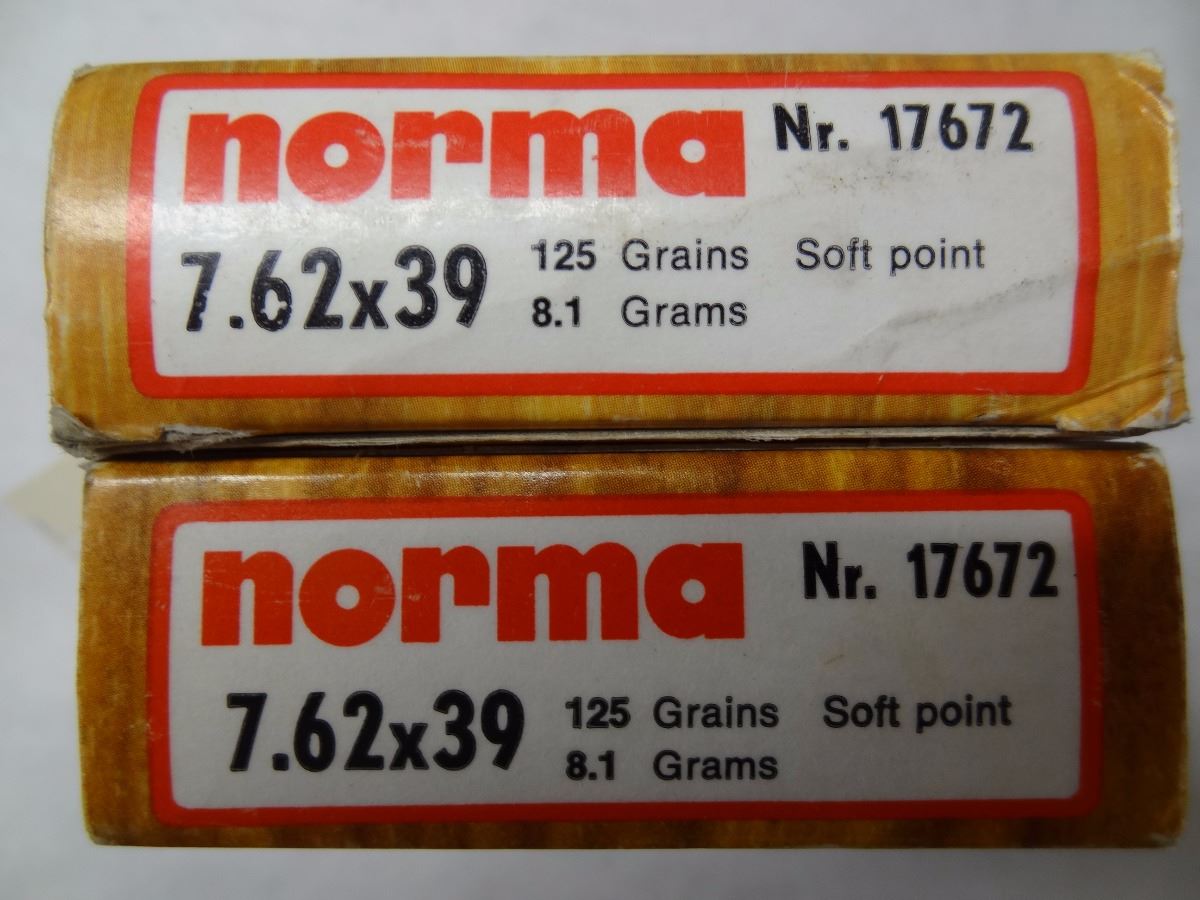 norma Nr. 17672
7.62x39 125 Grains Soft point
8.1 Grams
norma Nr. 17672
7.62x39 125 Grains Soft point
8.1 Grams